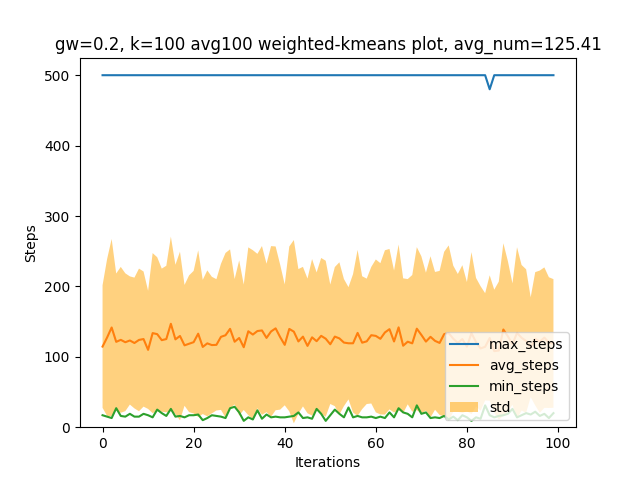 gw=0.2, k=100 avg100 weighted-kmeans plot, avg_num=125.41
500
400
300
200
100
0
Steps
max_steps
avg_steps
min_steps
std
0
20
40
60
80
100
Iterations